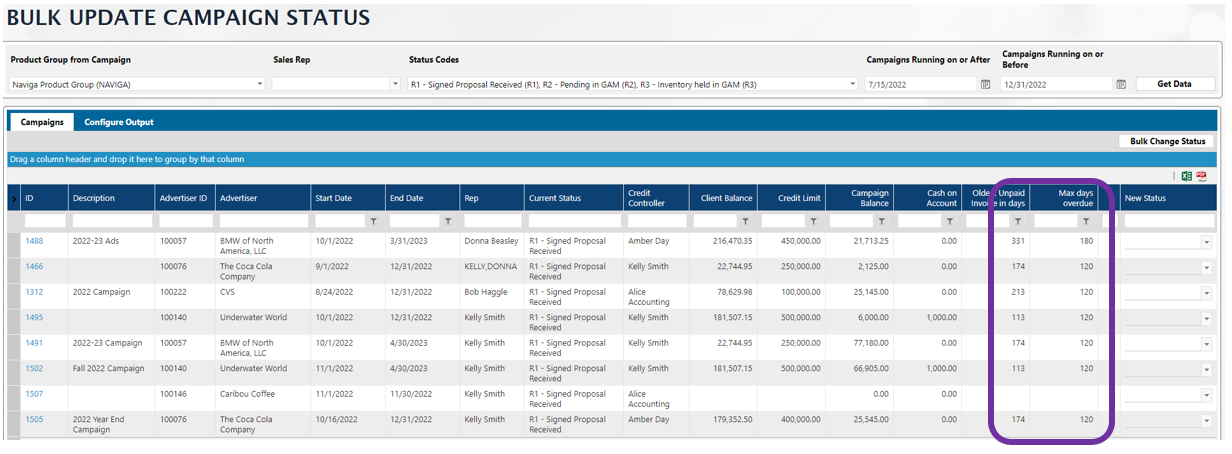 BULK UPDATE CAMPAIGN STATUS
Product Group from Campaign Sales Rep Status Codes Campaigns Running on or After Campaigns Running on or
Before
Naviga Product Group (NAVIGA) R1 - Signed Proposal Received (R1), R2 - Pending in GAM (R2), R3 - Inventory held in GAM (R3) 7/15/2022 12/31/2022 Get Data
Campaigns Configure Output
Bulk Change Status
Drag a column header and drop it here to group by that column
ID Description Advertiser ID Advertiser Start Date End Date Rep Current Status Credit
Controller Client Balance Credit Limit Campaign
Balance Cash on
Account Unpaid
in days Max days
overdue New Status
1488 2022-23 Ads 100057 BMW of North
America, LLC 10/1/2022 3/31/2023 Donna Beasley R1 - Signed Proposal
Received Amber Day 216,470.35 450,000.00 21,713.25 0.00 331 180
1466 100076 The Coca Cola
Company 9/1/2022 12/31/2022 KELLY,DONNA R1 - Signed Proposal
Received Kelly Smith 22,744.95 250,000.00 2,125.00 0.00 174 120
1312 2022 Campaign 100222 CVS 8/24/2022 12/31/2022 Bob Haggle R1 - Signed Proposal
Received Alice
Accounting 78,629.98 100,000.00 25,145.00 0.00 213 120
1495 100140 Underwater World 10/1/2022 12/31/2022 Kelly Smith R1 - Signed Proposal
Received Kelly Smith 181,507.15 500,000.00 6,000.00 1,000.00 113 120
1491 2022-23 Campaign 100057 BMW of North
America, LLC 10/1/2022 4/30/2023 Kelly Smith R1 - Signed Proposal
Received Kelly Smith 22,744.95 250,000.00 77,180.00 0.00 174 120
1502 Fall 2022 Campaign 100140 Underwater World 11/1/2022 4/30/2023 Kelly Smith R1 - Signed Proposal
Received Kelly Smith 181,507.15 500,000.00 66,905.00 1,000.00 113 120
1507 100146 Caribou Coffee 11/1/2022 11/30/2022 Kelly Smith R1 - Signed Proposal
Received Alice
Accounting 0.00 0.00
1505 2022 Year End
Campaign 100076 The Coca Cola
Company 10/16/2022 12/31/2022 Kelly Smith R1 - Signed Proposal
Received Amber Day 179,352.50 400,000.00 25,545.00 0.00 174 120